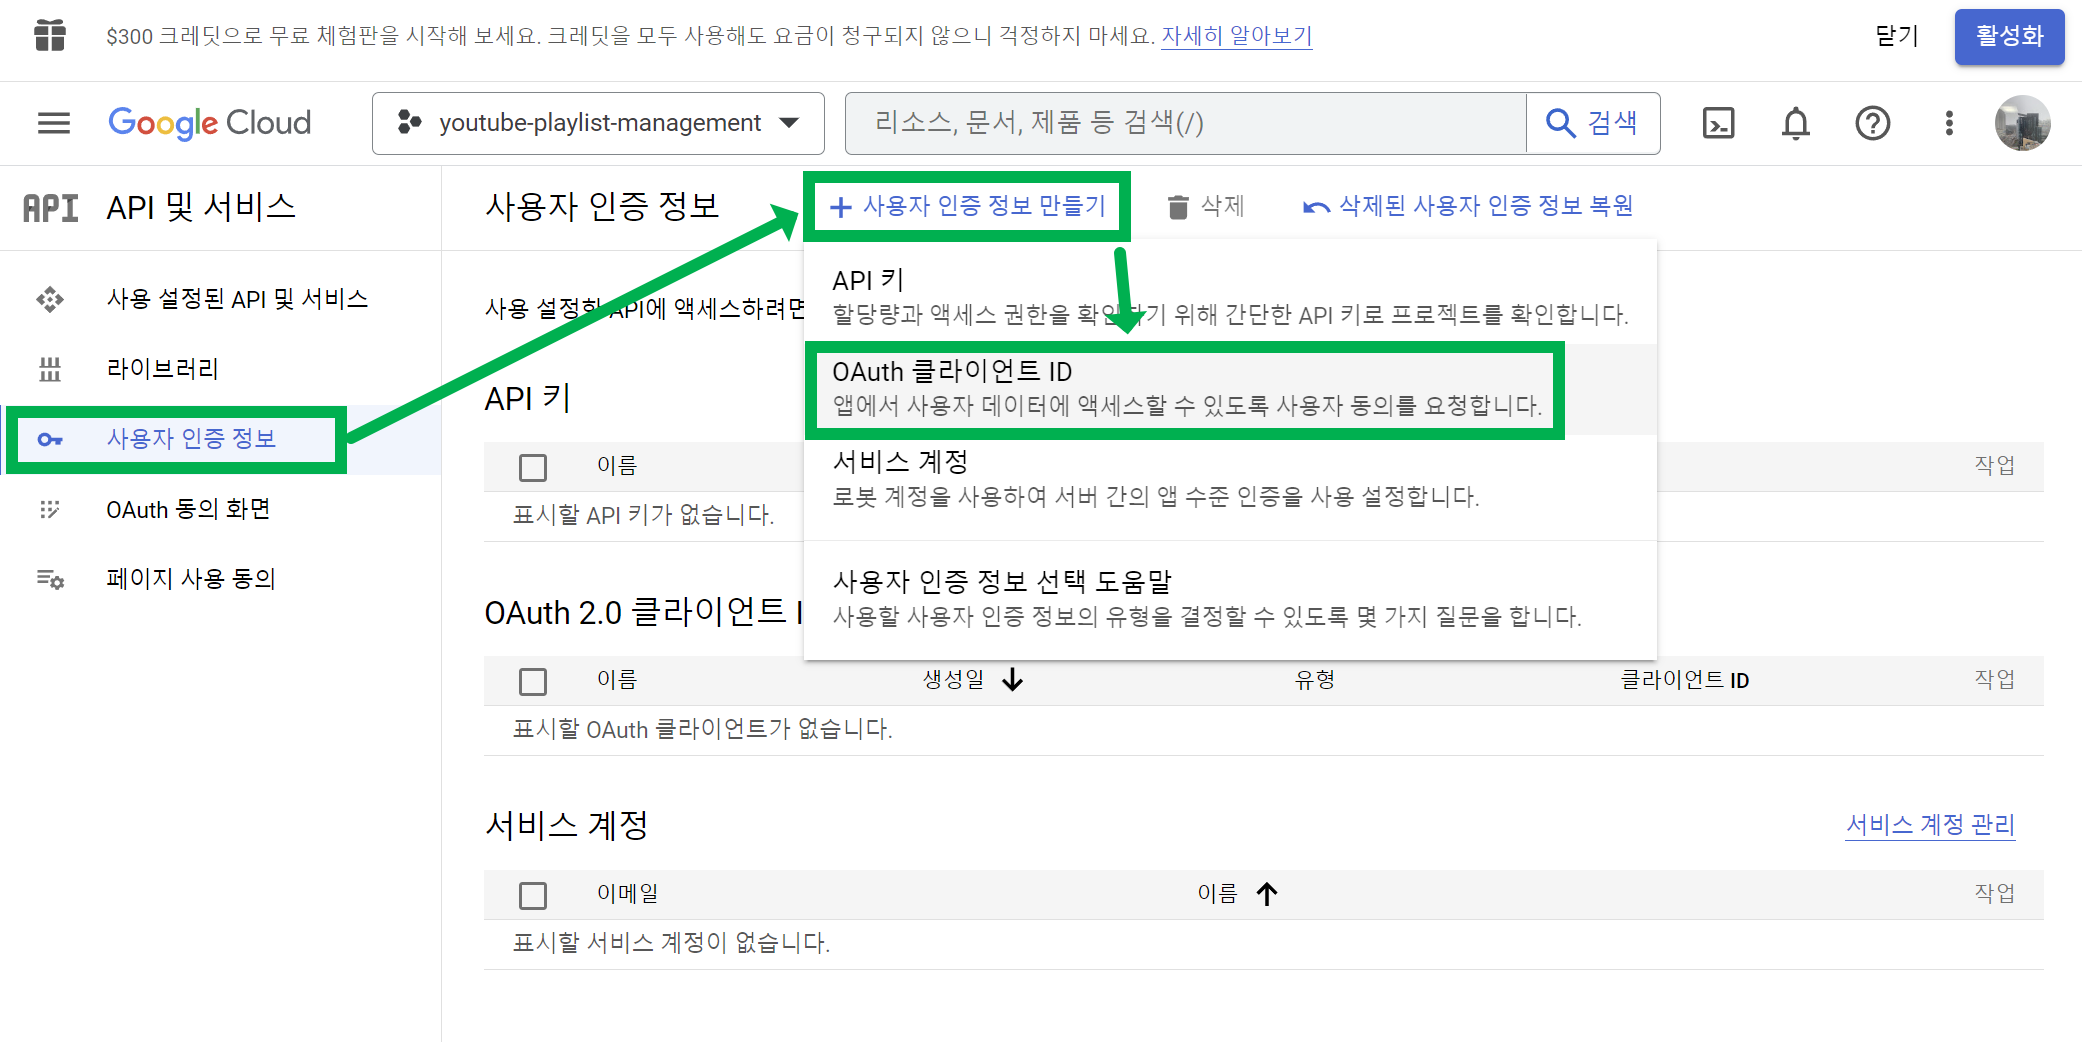 $300 크레딧으로 무료 체험판을 시작해 보세요. 크레딧을 모두 사용해도 요금이 청구되지 않으니 걱정하지 마세요. 자세히 알아보기
닫기
활성화
Google Cloud
youtube-playlist-management
리소스, 문서, 제품 등 검색(/)
검색
API API 및 서비스
사용자 인증 정보
+ 사용자 인증 정보 만들기
삭제
삭제된 사용자 인증 정보 복원
사용 설정된 API 및 서비스
라이브러리
사용자 인증 정보
OAuth 동의 화면
페이지 사용 동의
사용 설정한 API에 액세스하려면
API 키
할당량과 액세스 권한을 확인하기 위해 간단한 API 키로 프로젝트를 확인합니다.
OAuth 클라이언트 ID
앱에서 사용자 데이터에 액세스할 수 있도록 사용자 동의를 요청합니다.
서비스 계정
로봇 계정을 사용하여 서버 간의 앱 수준 인증을 사용 설정합니다.
사용자 인증 정보 선택 도움말
사용할 사용자 인증 정보의 유형을 결정할 수 있도록 몇 가지 질문을 합니다.
API 키
이름
작업
표시할 API 키가 없습니다.
OAuth 2.0 클라이언트 I
이름
생성일
유형
클라이언트 ID
작업
표시할 OAuth 클라이언트가 없습니다.
서비스 계정
서비스 계정 관리
이메일
이름
작업
표시할 서비스 계정이 없습니다.